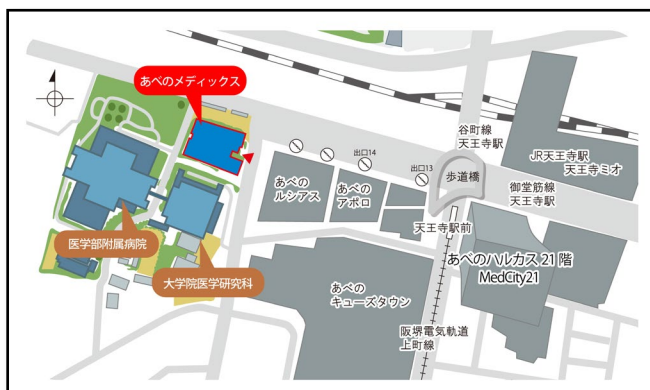 あべのメディックス
谷町線
天王寺駅
JR天王寺駅
天王寺ミオ
出口14
出口13
歩道橋
御堂筋線
天王寺駅
あべの
ルシアス
あべの
アポロ
天王寺駅前
医学部附属病院
大学院医学研究科
あべのハルカス 21 階
MedCity21
あべの
キューズタウン
阪堺電気軌道
上町線